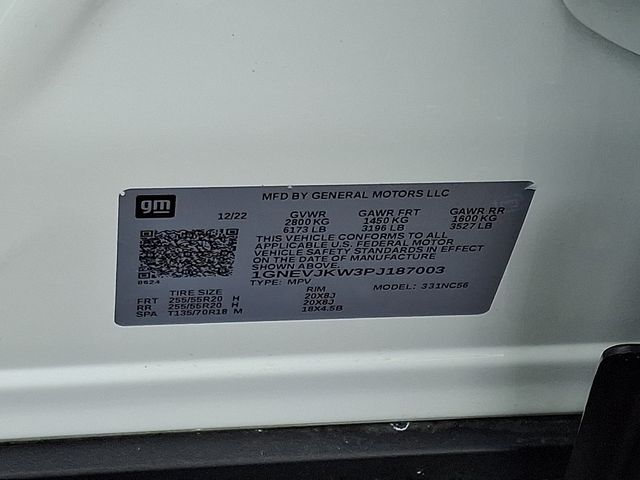 gm
MFD BY GENERAL MOTORS LLC
12/22 GVWR GAWR FRT GAWR RR
2800 KG 1450 KG 1600 KG
6173 LB 3196 LB 3527 LB
THIS VEHICLE CONFORMS TO ALL
APPLICABLE U.S. FEDERAL MOTOR
VEHICLE SAFETY STANDARDS IN EFFECT
ON THE DATE OF MANUFACTURE
SHOWN ABOVE.
1GNEVJKW3PJ187003
0624
TYPE: MPV MODEL: 331NC56
TIRE SIZE RIM
FRT 255/55R20 H 20X8J
RR 255/55R20 H 20X8J
SPA T135/70R18 M 18X4.5B